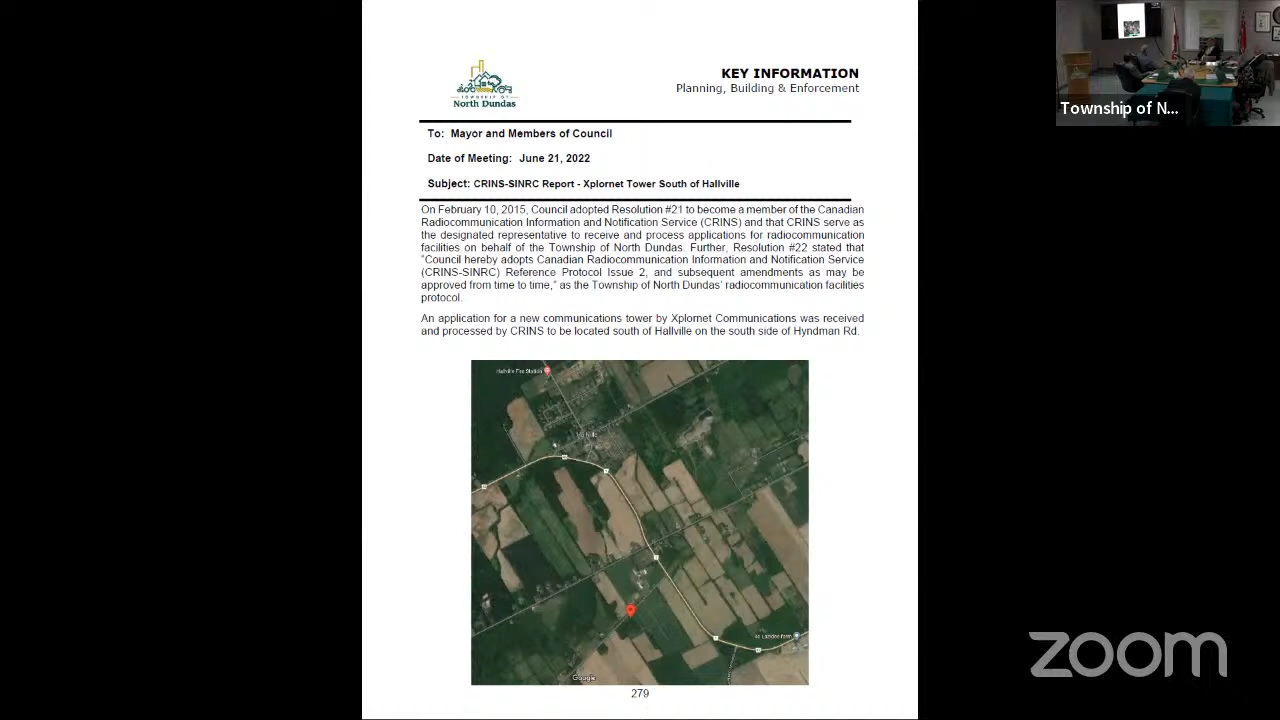 TOWNSHIP OF
North Dundas
KEY INFORMATION
Planning, Building & Enforcement
Township of N...
To: Mayor and Members of Council
Date of Meeting: June 21, 2022
Subject: CRINS-SINRC Report - Xplornet Tower South of Hallville
On February 10, 2015, Council adopted Resolution #21 to become a member of the Canadian
Radiocommunication Information and Notification Service (CRINS) and that CRINS serve as
the designated representative to receive and process applications for radiocommunication
facilities on behalf of the Township of North Dundas. Further, Resolution #22 stated that
“Council hereby adopts Canadian Radiocommunication Information and Notification Service
(CRINS-SINRC) Reference Protocol Issue 2, and subsequent amendments as may be
approved from time to time,” as the Township of North Dundas’ radiocommunication facilities
protocol.
An application for a new communications tower by Xplornet Communications was received
and processed by CRINS to be located south of Hallville on the south side of Hyndman Rd.
Hallville Fire Station
Google
279
zoom